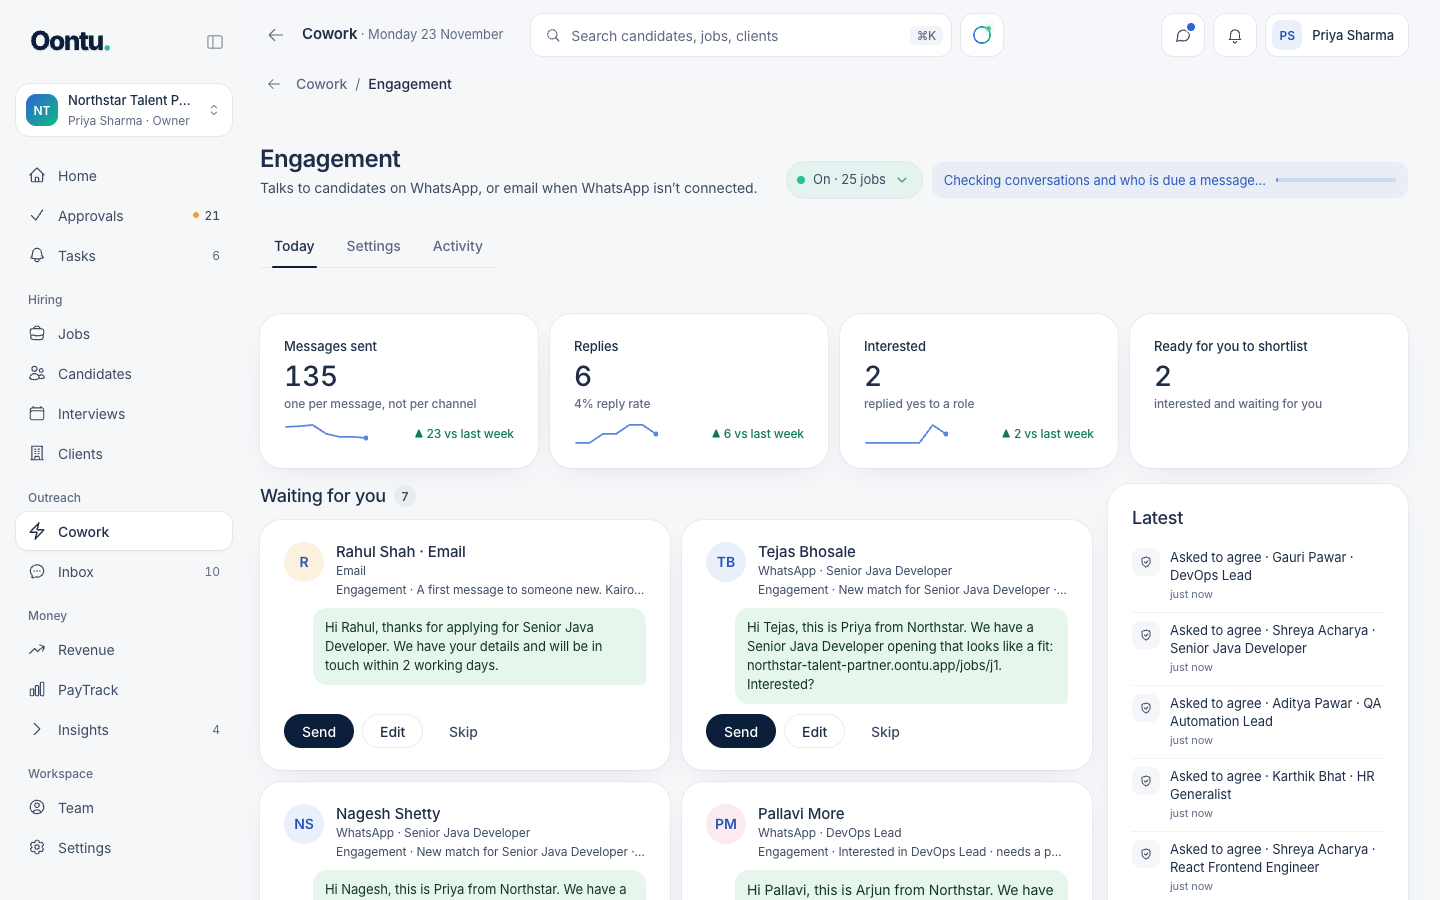 Oontu.
NT
Northstar Talent P...
Priya Sharma · Owner
Home
Approvals
21
Tasks
6
Hiring
Jobs
Candidates
Interviews
Clients
Outreach
Cowork
Inbox
10
Money
Revenue
PayTrack
Insights
4
Workspace
Team
Settings
Cowork · Monday 23 November
Search candidates, jobs, clients
⌘K
PS
Priya Sharma
Cowork / Engagement
Engagement
Talks to candidates on WhatsApp, or email when WhatsApp isn't connected.
On · 25 jobs
Checking conversations and who is due a message...
Today
Settings
Activity
Messages sent
135
one per message, not per channel
▲ 23 vs last week
Replies
6
4% reply rate
▲ 6 vs last week
Interested
2
replied yes to a role
▲ 2 vs last week
Ready for you to shortlist
2
interested and waiting for you
Waiting for you
7
R
Rahul Shah · Email
Email
Engagement · A first message to someone new. Kairo...
Hi Rahul, thanks for applying for Senior Java
Developer. We have your details and will be in
touch within 2 working days.
Send
Edit
Skip
TB
Tejas Bhosale
WhatsApp · Senior Java Developer
Engagement · New match for Senior Java Developer ·...
Hi Tejas, this is Priya from Northstar. We have a
Senior Java Developer opening that looks like a fit:
northstar-talent-partner.oontu.app/jobs/j1.
Interested?
Send
Edit
Skip
NS
Nagesh Shetty
WhatsApp · Senior Java Developer
Engagement · New match for Senior Java Developer ·...
Hi Nagesh, this is Priya from Northstar. We have a
PM
Pallavi More
WhatsApp · DevOps Lead
Engagement · Interested in DevOps Lead · needs a p...
Hi Pallavi, this is Arjun from Northstar. We have
Latest
Asked to agree · Gauri Pawar ·
DevOps Lead
just now
Asked to agree · Shreya Acharya ·
Senior Java Developer
just now
Asked to agree · Aditya Pawar · QA
Automation Lead
just now
Asked to agree · Karthik Bhat · HR
Generalist
just now
Asked to agree · Shreya Acharya ·
React Frontend Engineer
just now